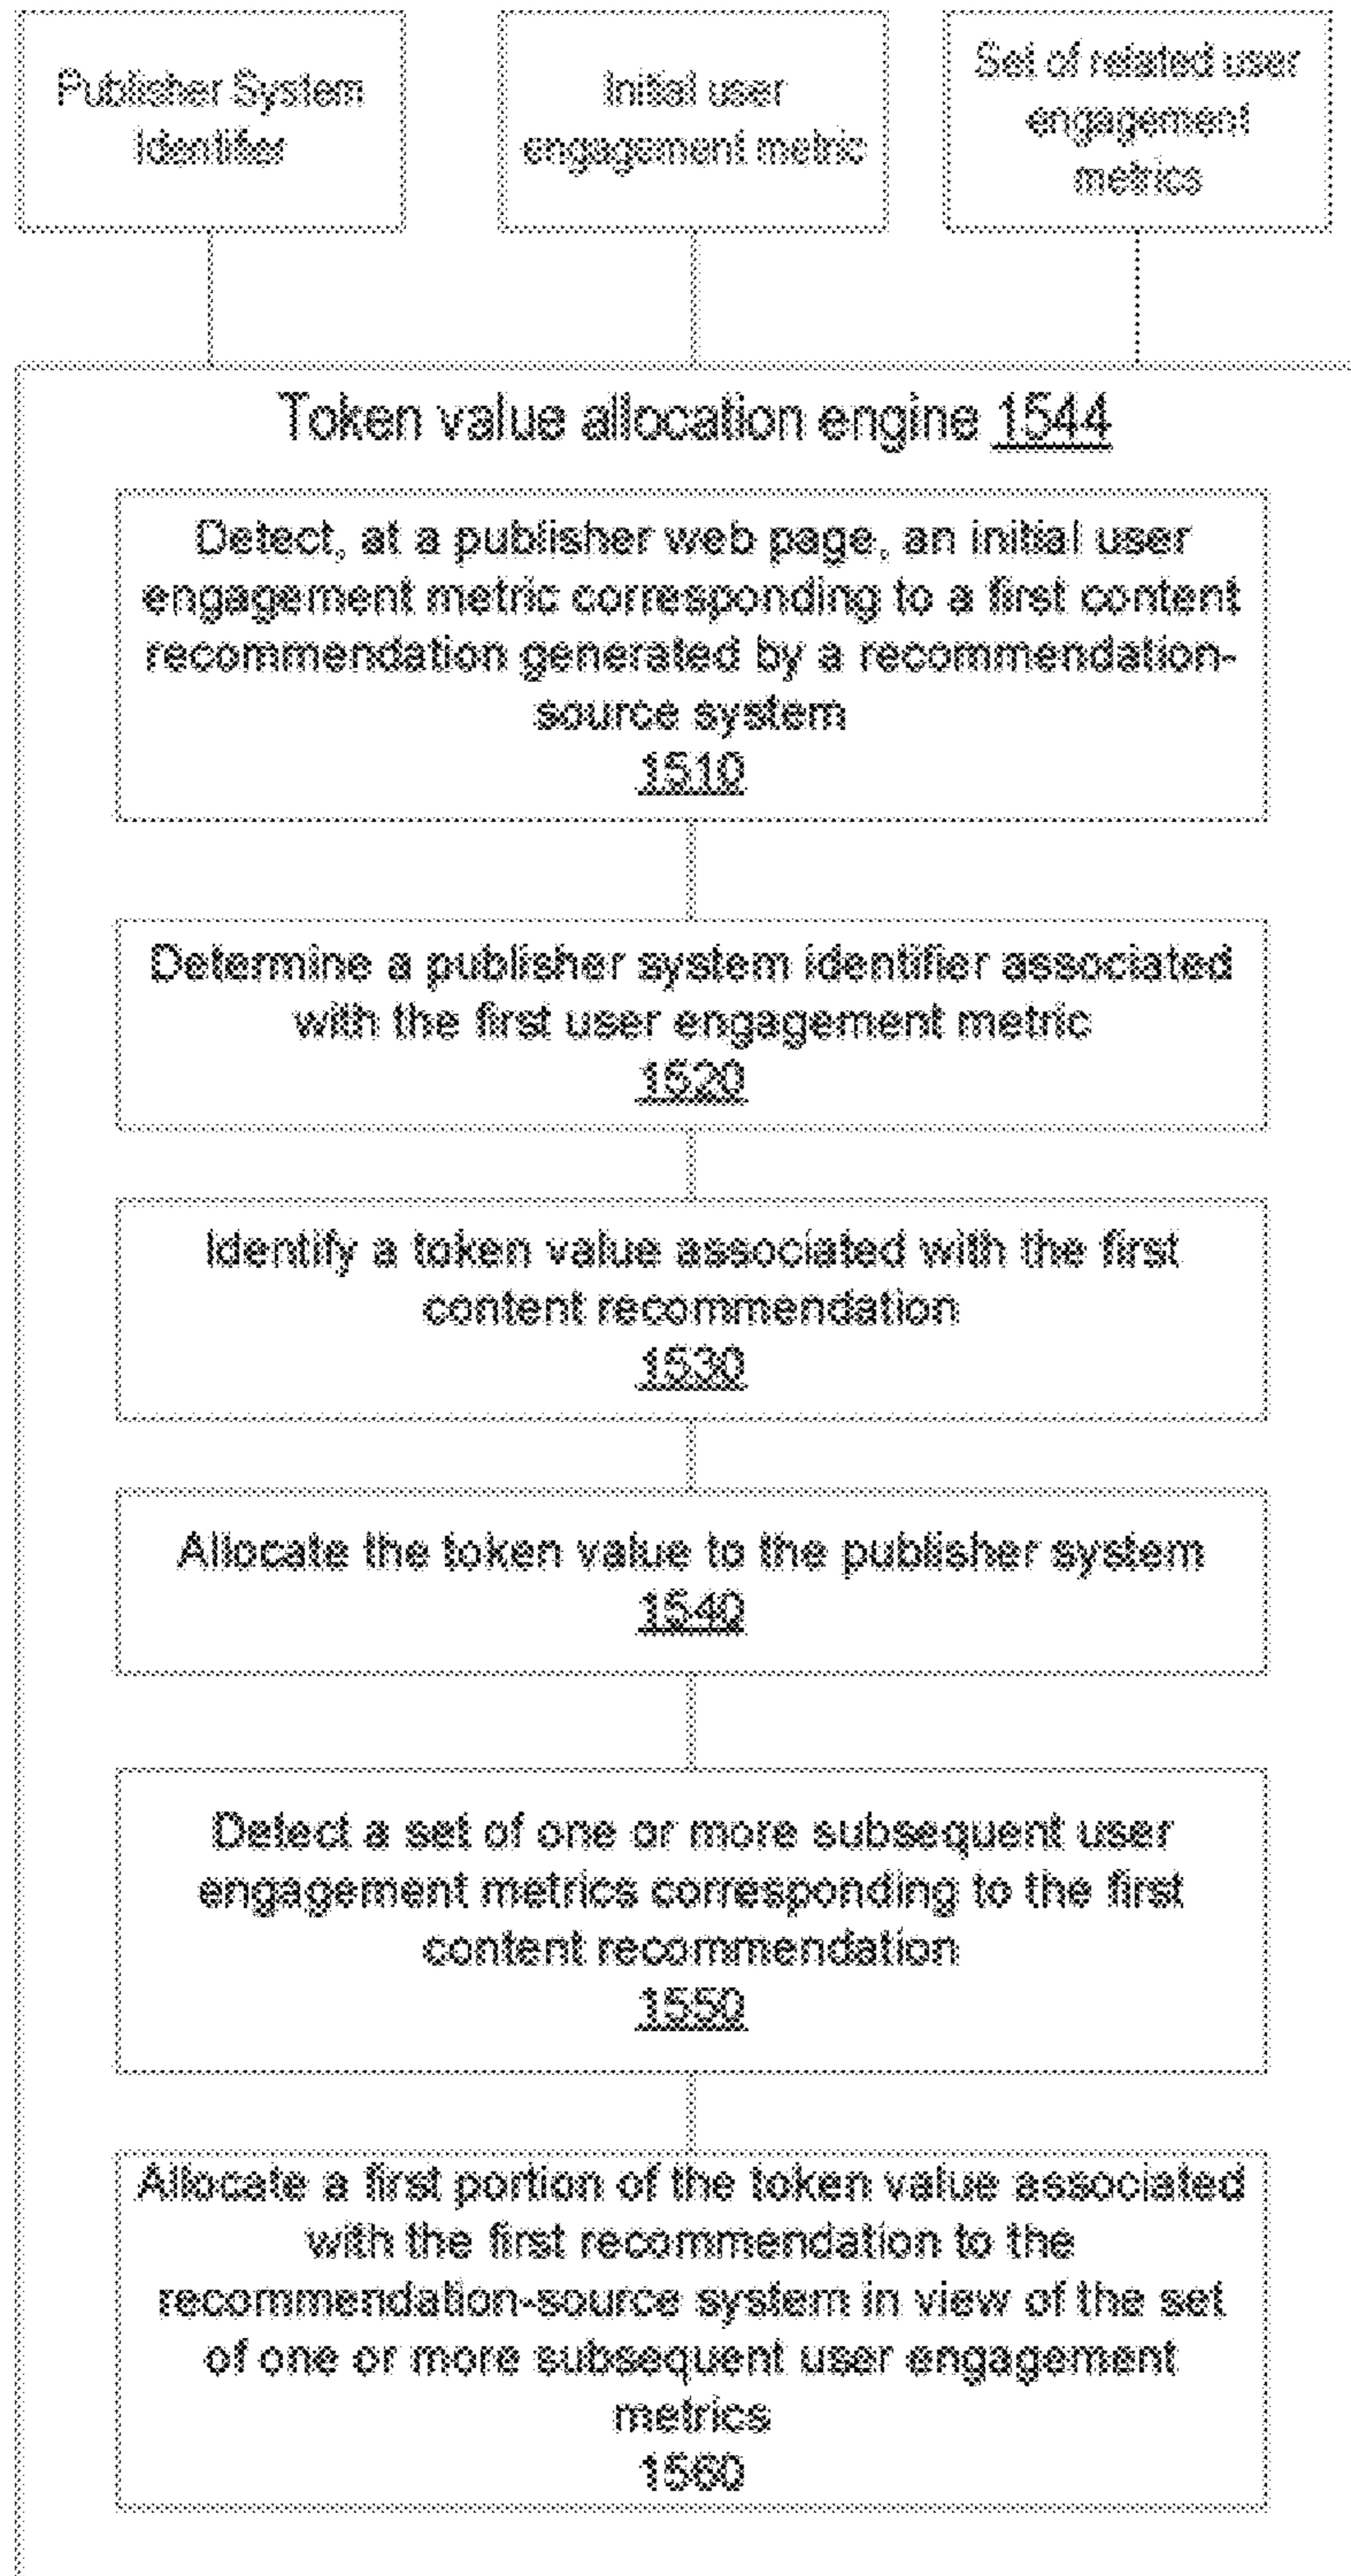 Publisher System
Identifier
Initial user
engagement metric
Set of related user
engagement
metrics
Token value allocation engine 1544
Detect, at a publisher web page, an initial user
engagement metric corresponding to a first content
recommendation generated by a recommendation-
source system
1510
Determine a publisher system identifier associated
with the first user engagement metric
1520
Identify a token value associated with the first
content recommendation
1530
Allocate the token value to the publisher system
1540
Detect a set of one or more subsequent user
engagement metrics corresponding to the first
content recommendation
1550
Allocate a first portion of the token value associated
with the first recommendation to the
recommendation-source system in view of the set
of one or more subsequent user engagement
metrics
1560